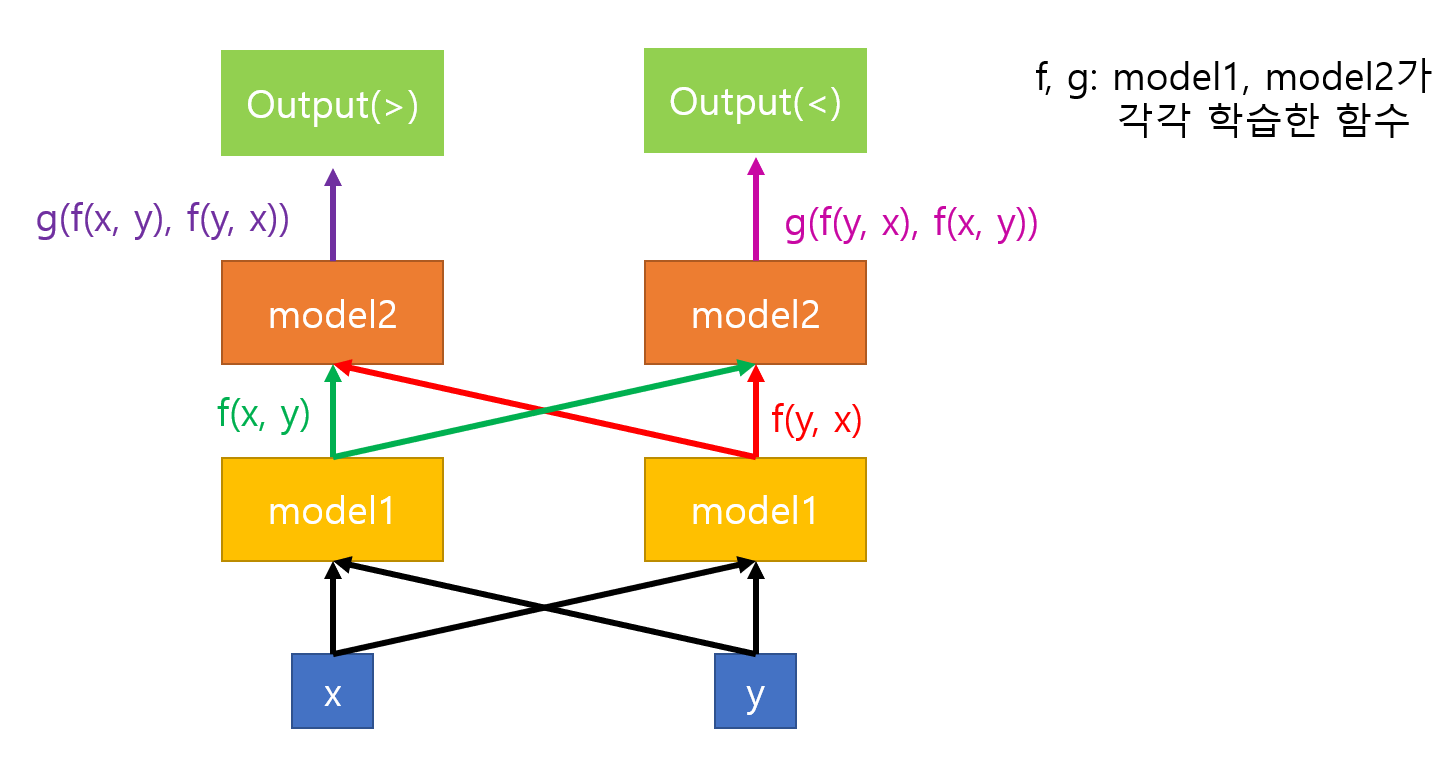 Output(>)
Output(<)
f, g: model1, model2가
각각 학습한 함수
g(f(x, y), f(y, x))
g(f(y, x), f(x, y))
model2
model2
f(x, y)
f(y, x)
model1
model1
x
y